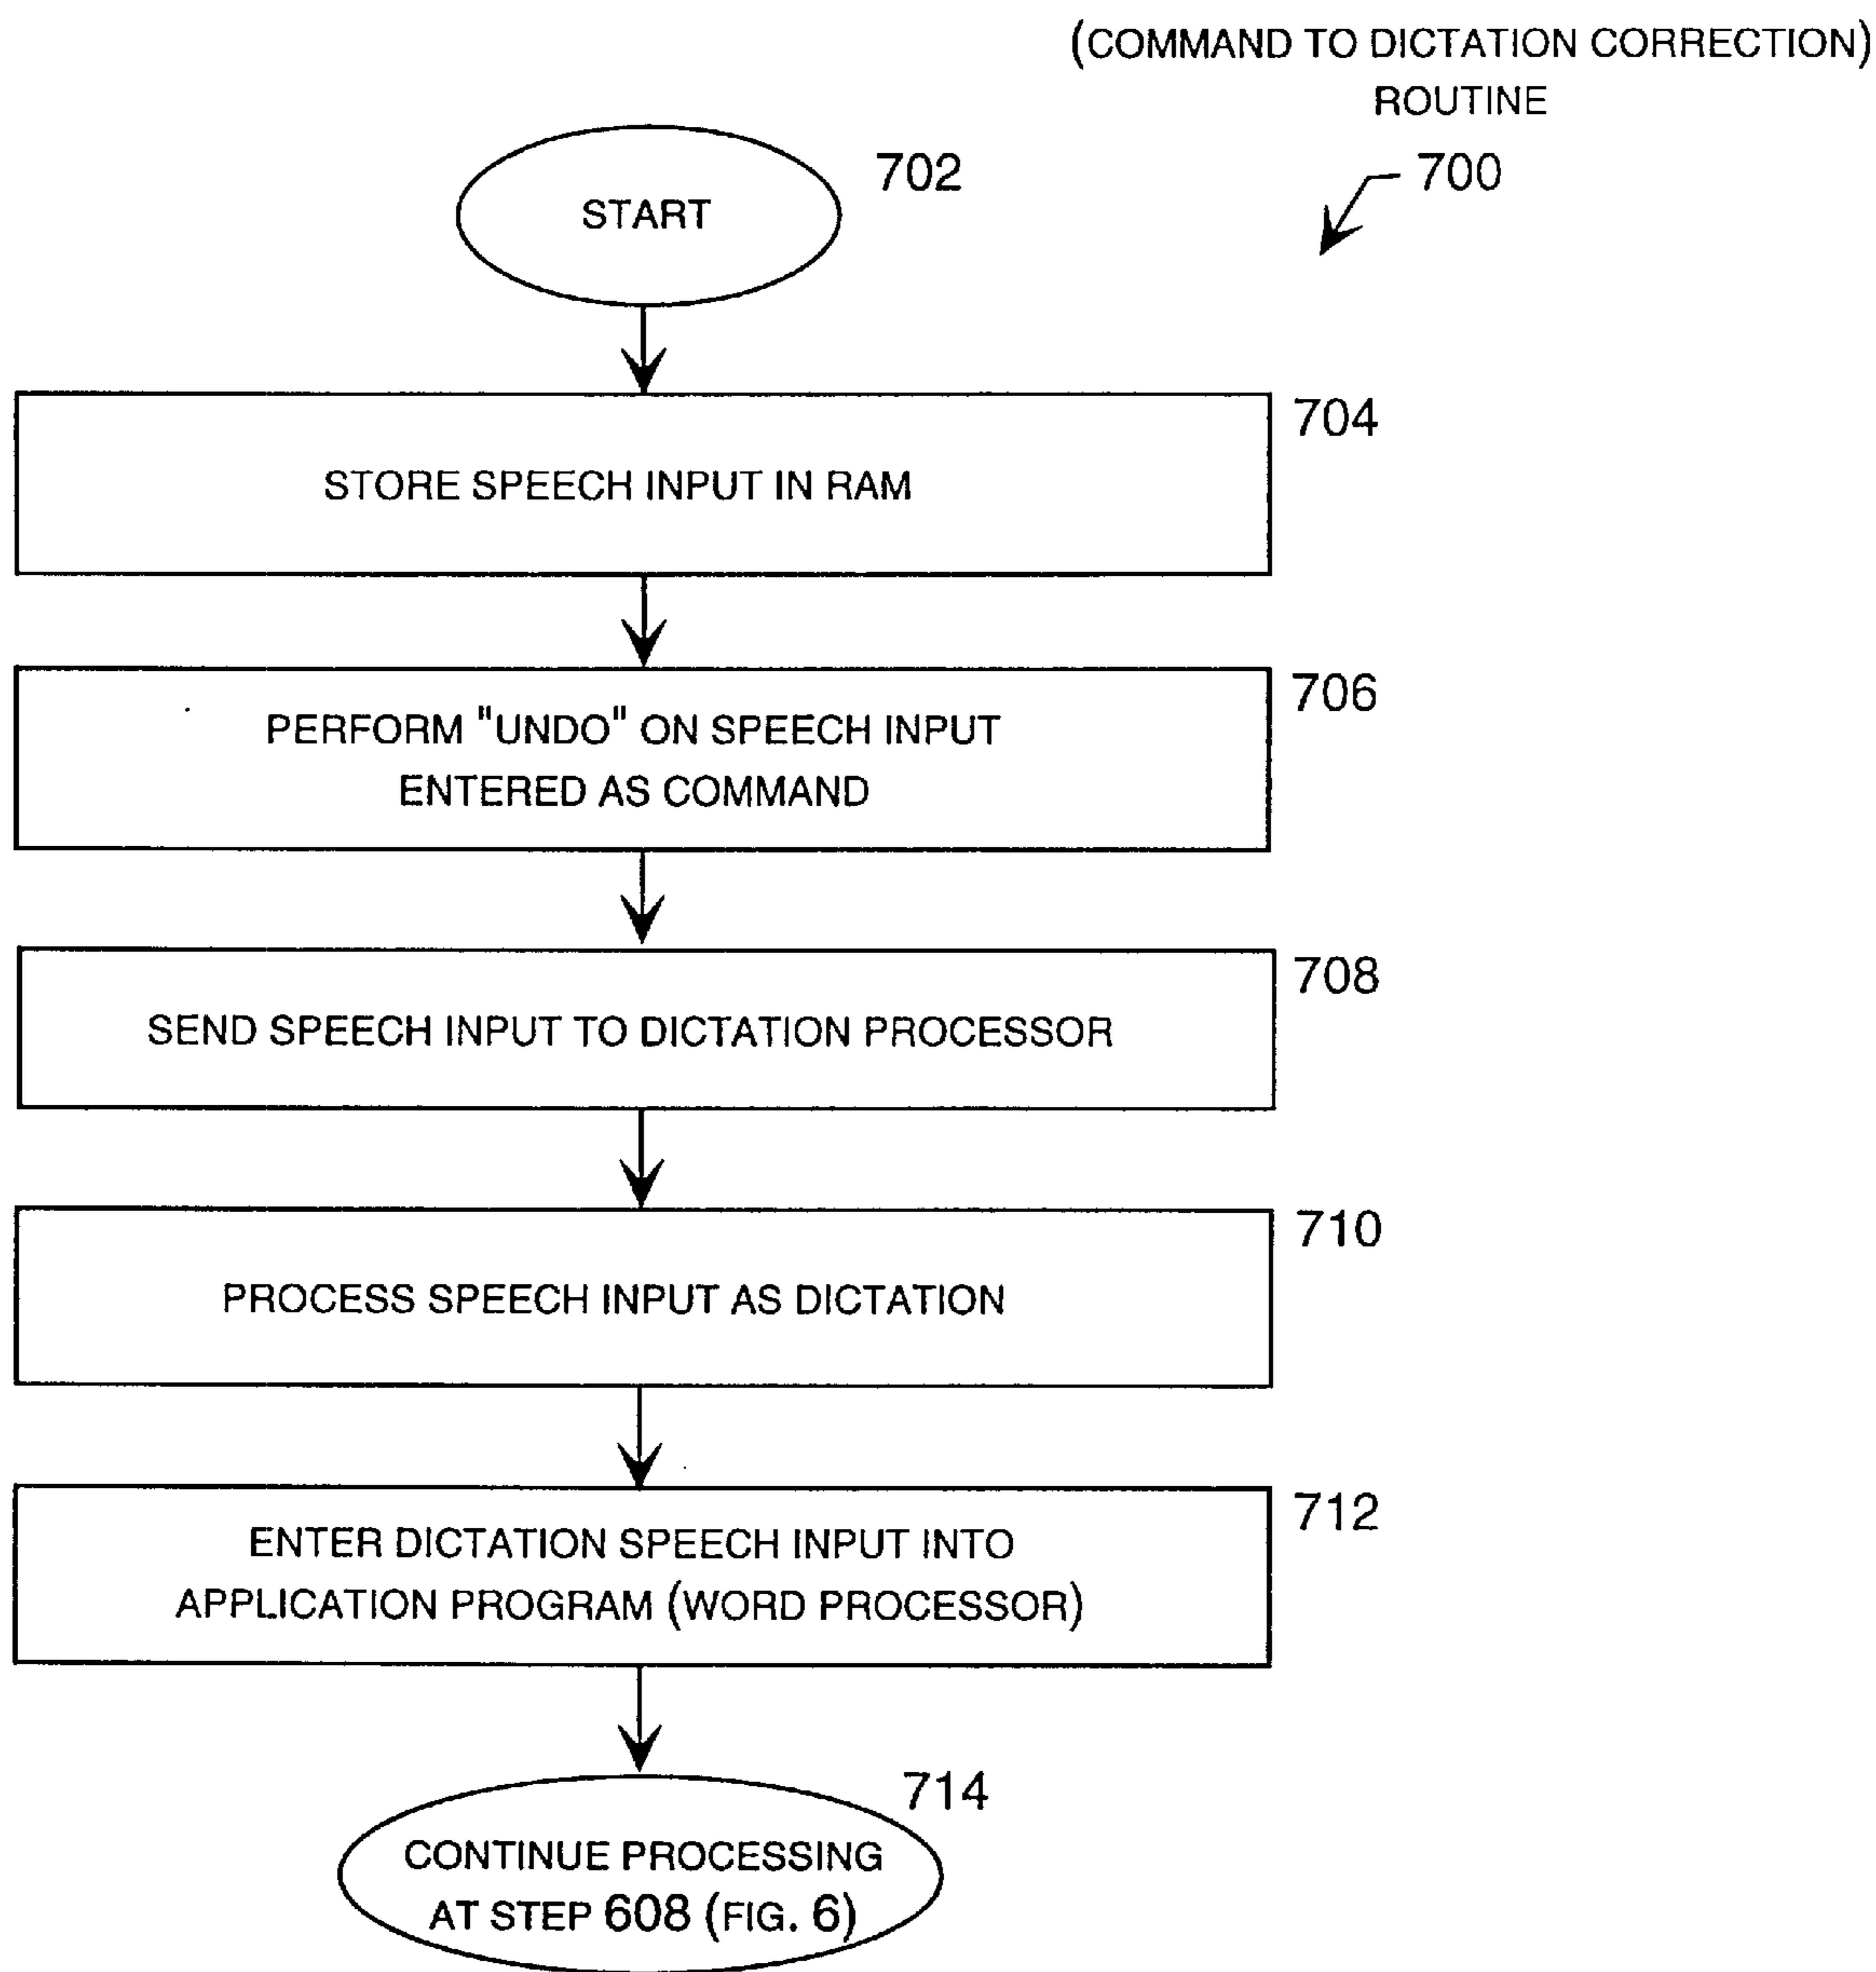 (COMMAND TO DICTATION CORRECTION)
ROUTINE
700
702
START
704
STORE SPEECH INPUT IN RAM
706
PERFORM "UNDO" ON SPEECH INPUT
ENTERED AS COMMAND
708
SEND SPEECH INPUT TO DICTATION PROCESSOR
710
PROCESS SPEECH INPUT AS DICTATION
712
ENTER DICTATION SPEECH INPUT INTO
APPLICATION PROGRAM (WORD PROCESSOR)
714
CONTINUE PROCESSING
AT STEP 608 (FIG. 6)